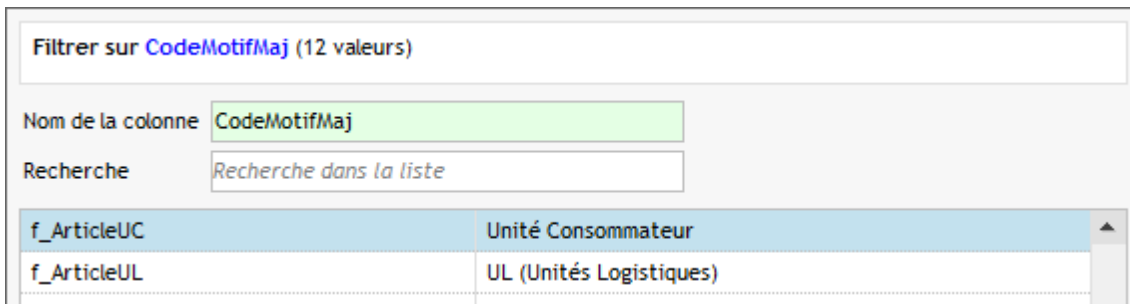 Filtrer sur CodeMotifMaj (12 valeurs)
Nom de la colonne CodeMotifMaj
Recherche Recherche dans la liste
f_ArticleUC Unité Consommateur
f_ArticleUL UL (Unités Logistiques)